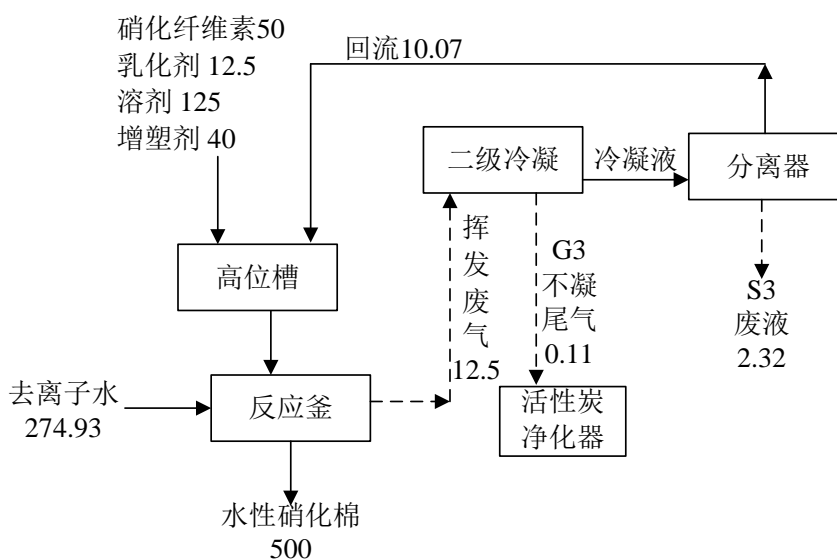 硝化纤维素50
乳化剂 12.5
溶剂 125
增塑剂 40
回流10.07
二级冷凝
冷凝液
分离器
高位槽
挥
发
废
气
12.5
G3
不凝
尾气
0.11
S3
废液
2.32
去离子水
274.93
反应釜
活性炭
净化器
水性硝化棉
500